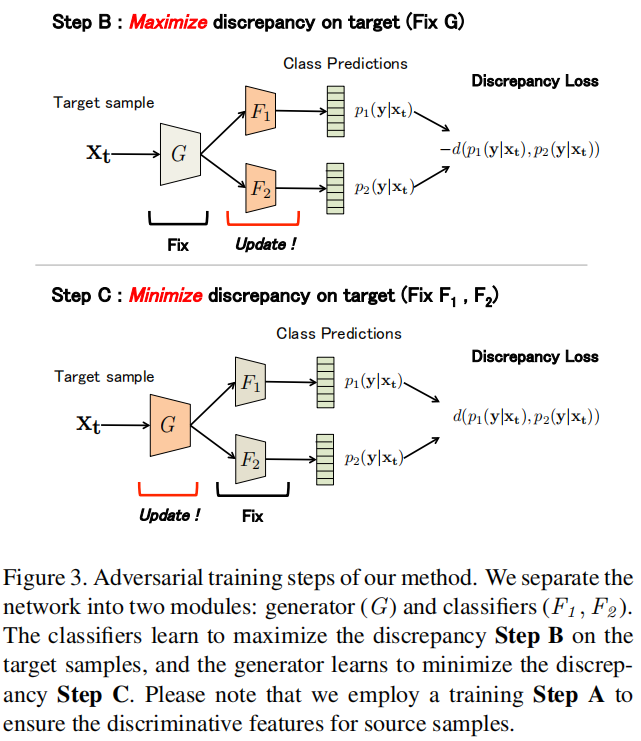 Step B : Maximize discrepancy on target (Fix G)
Class Predictions
Discrepancy Loss
Target sample
F₁
p₁(y|xₜ)
xₜ
G
−d(p₁(y|xₜ), p₂(y|xₜ))
F₂
p₂(y|xₜ)
Fix
Update !
Step C : Minimize discrepancy on target (Fix F₁ , F₂)
Class Predictions
Discrepancy Loss
Target sample
F₁
p₁(y|xₜ)
xₜ
G
d(p₁(y|xₜ), p₂(y|xₜ))
F₂
p₂(y|xₜ)
Update !
Fix
Figure 3. Adversarial training steps of our method. We separate the
network into two modules: generator (G) and classifiers (F₁, F₂).
The classifiers learn to maximize the discrepancy Step B on the
target samples, and the generator learns to minimize the discrep-
ancy Step C. Please note that we employ a training Step A to
ensure the discriminative features for source samples.